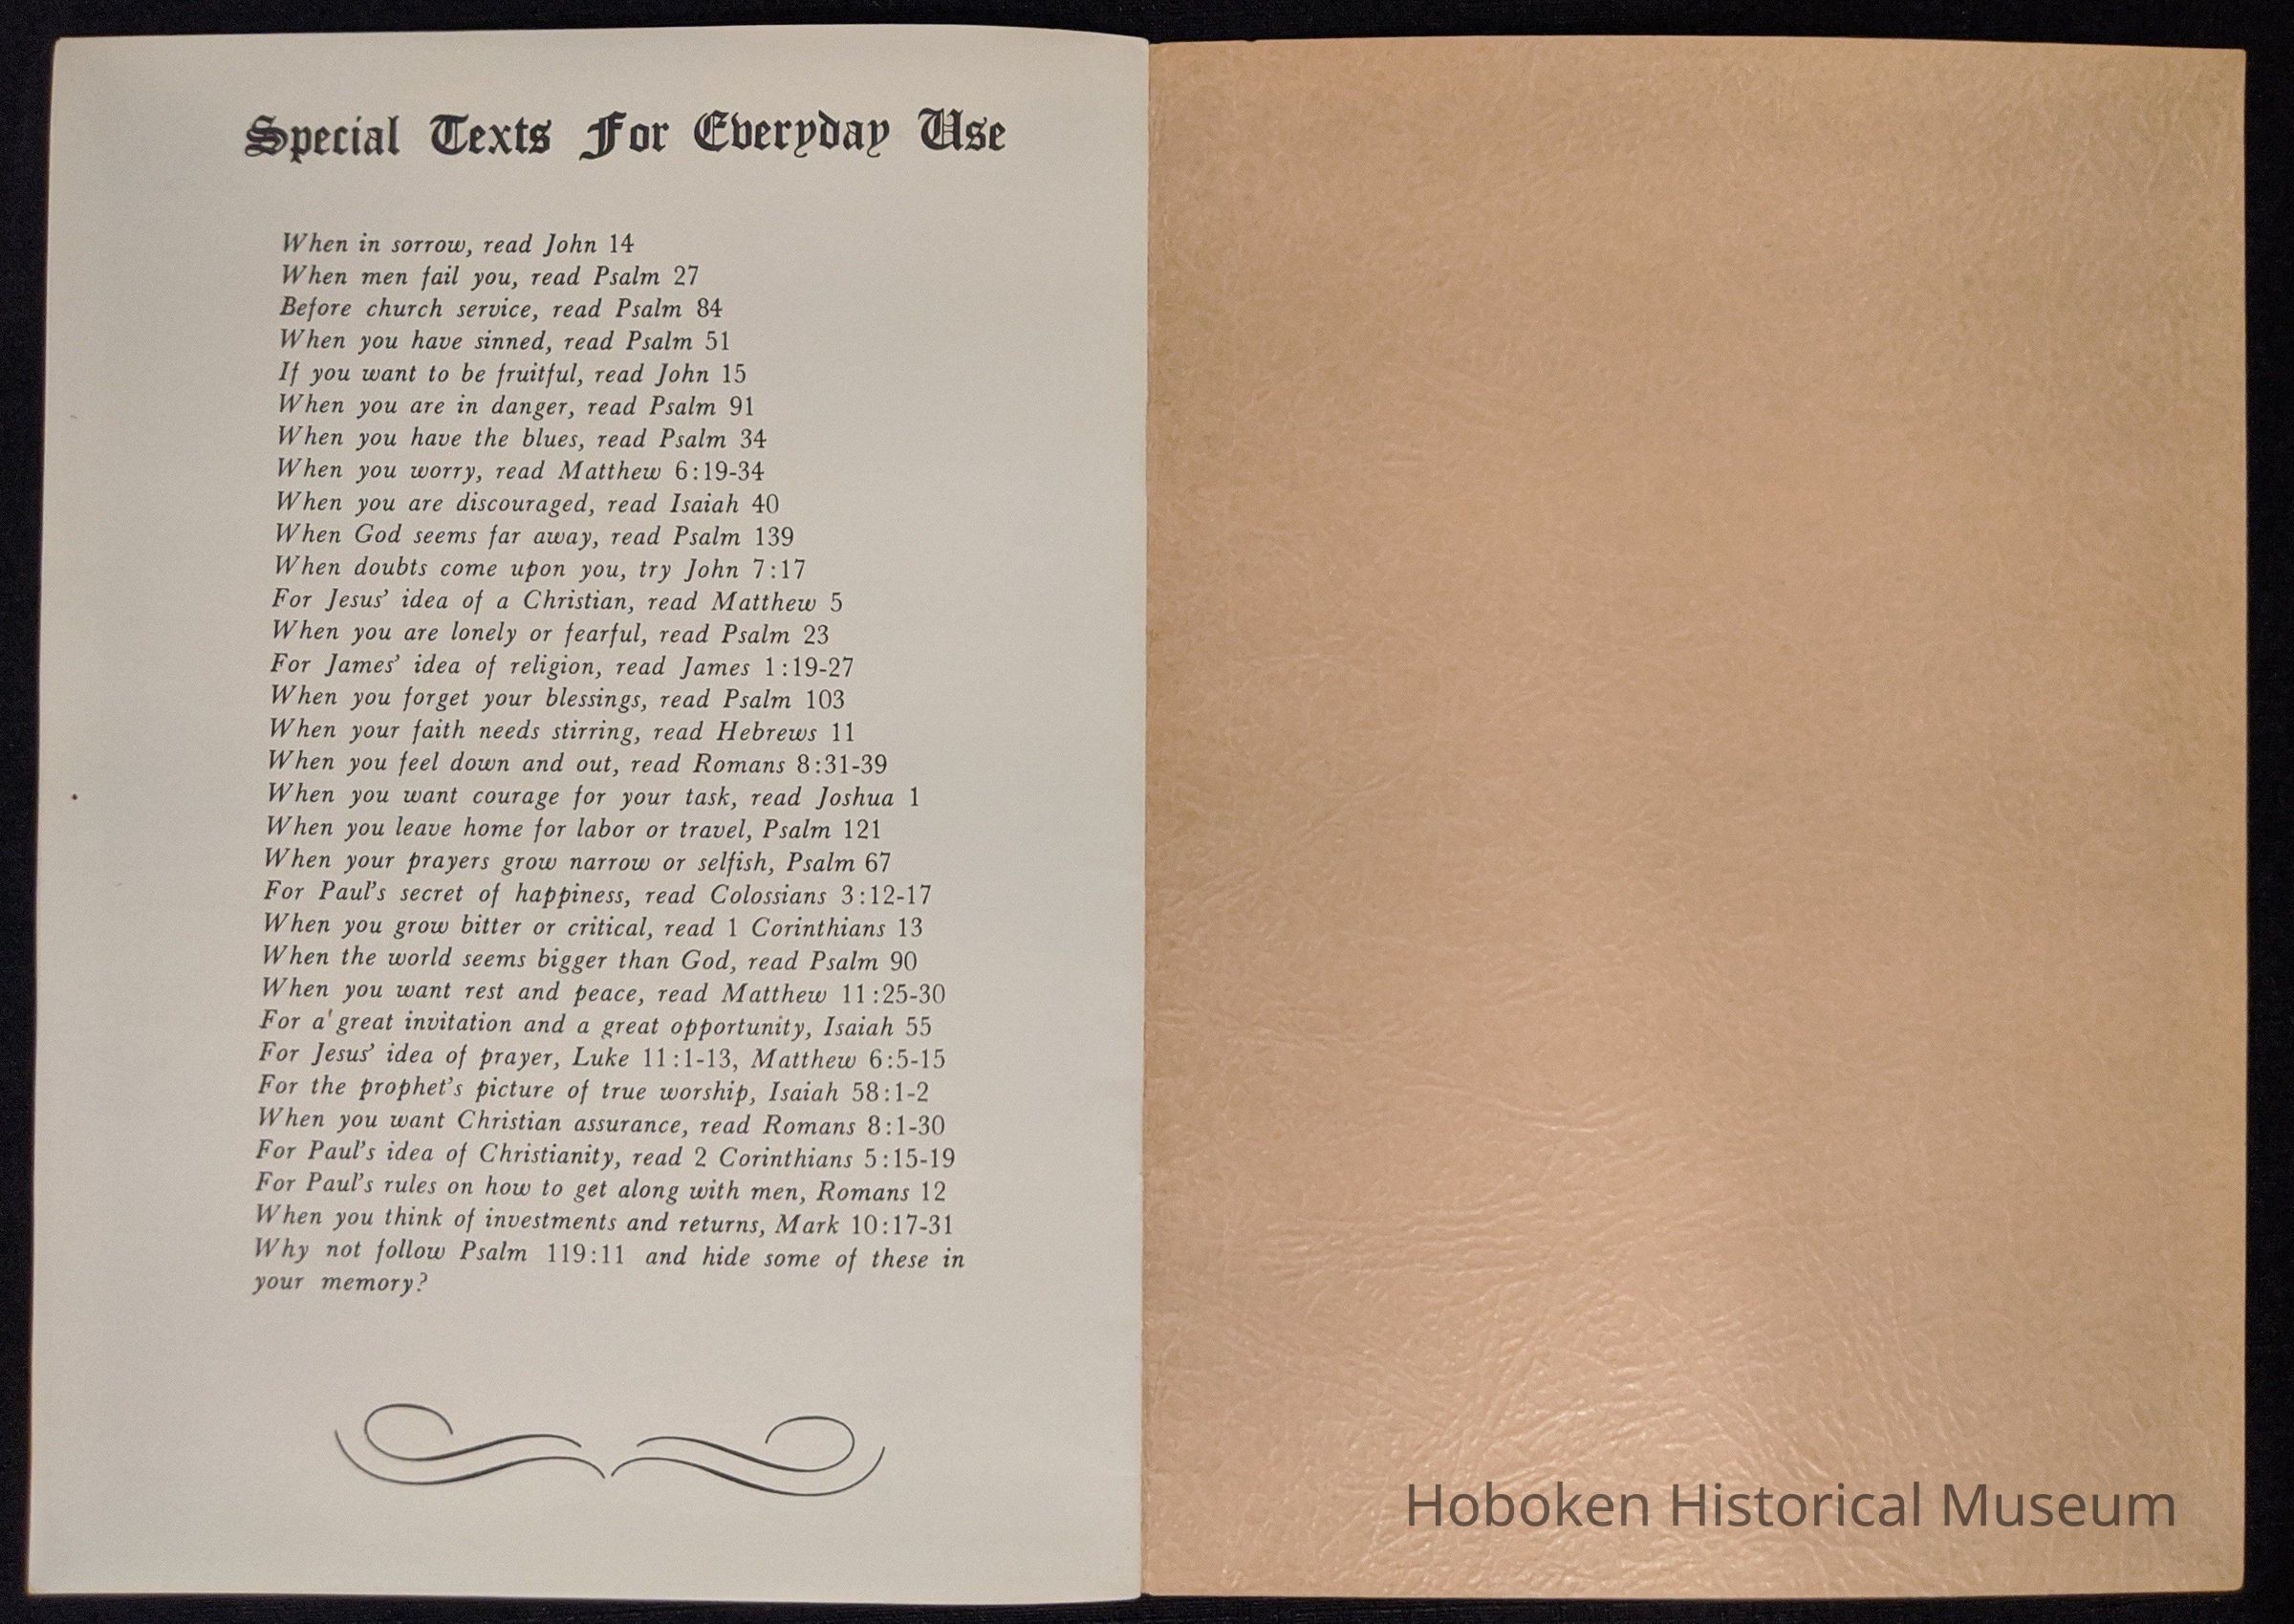 Special Texts For Everyday Use
When in sorrow, read John 14
When men fail you, read Psalm 27
Before church service, read Psalm 84
When you have sinned, read Psalm 51
If you want to be fruitful, read John 15
When you are in danger, read Psalm 91
When you have the blues, read Psalm 34
When you worry, read Matthew 6:19-34
When you are discouraged, read Isaiah 40
When God seems far away, read Psalm 139
When doubts come upon you, try John 7:17
For Jesus' idea of a Christian, read Matthew 5
When you are lonely or fearful, read Psalm 23
For James' idea of religion, read James 1:19-27
When you forget your blessings, read Psalm 103
When your faith needs stirring, read Hebrews 11
When you feel down and out, read Romans 8:31-39
When you want courage for your task, read Joshua 1
When you leave home for labor or travel, Psalm 121
When your prayers grow narrow or selfish, Psalm 67
For Paul's secret of happiness, read Colossians 3:12-17
When you grow bitter or critical, read 1 Corinthians 13
When the world seems bigger than God, read Psalm 90
When you want rest and peace, read Matthew 11:25-30
For a great invitation and a great opportunity, Isaiah 55
For Jesus' idea of prayer, Luke 11:1-13, Matthew 6:5-15
For the prophet's picture of true worship, Isaiah 58:1-2
When you want Christian assurance, read Romans 8:1-30
For Paul's idea of Christianity, read 2 Corinthians 5:15-19
For Paul's rules on how to get along with men, Romans 12
When you think of investments and returns, Mark 10:17-31
Why not follow Psalm 119:11 and hide some of these in
your memory?
Hoboken Historical Museum